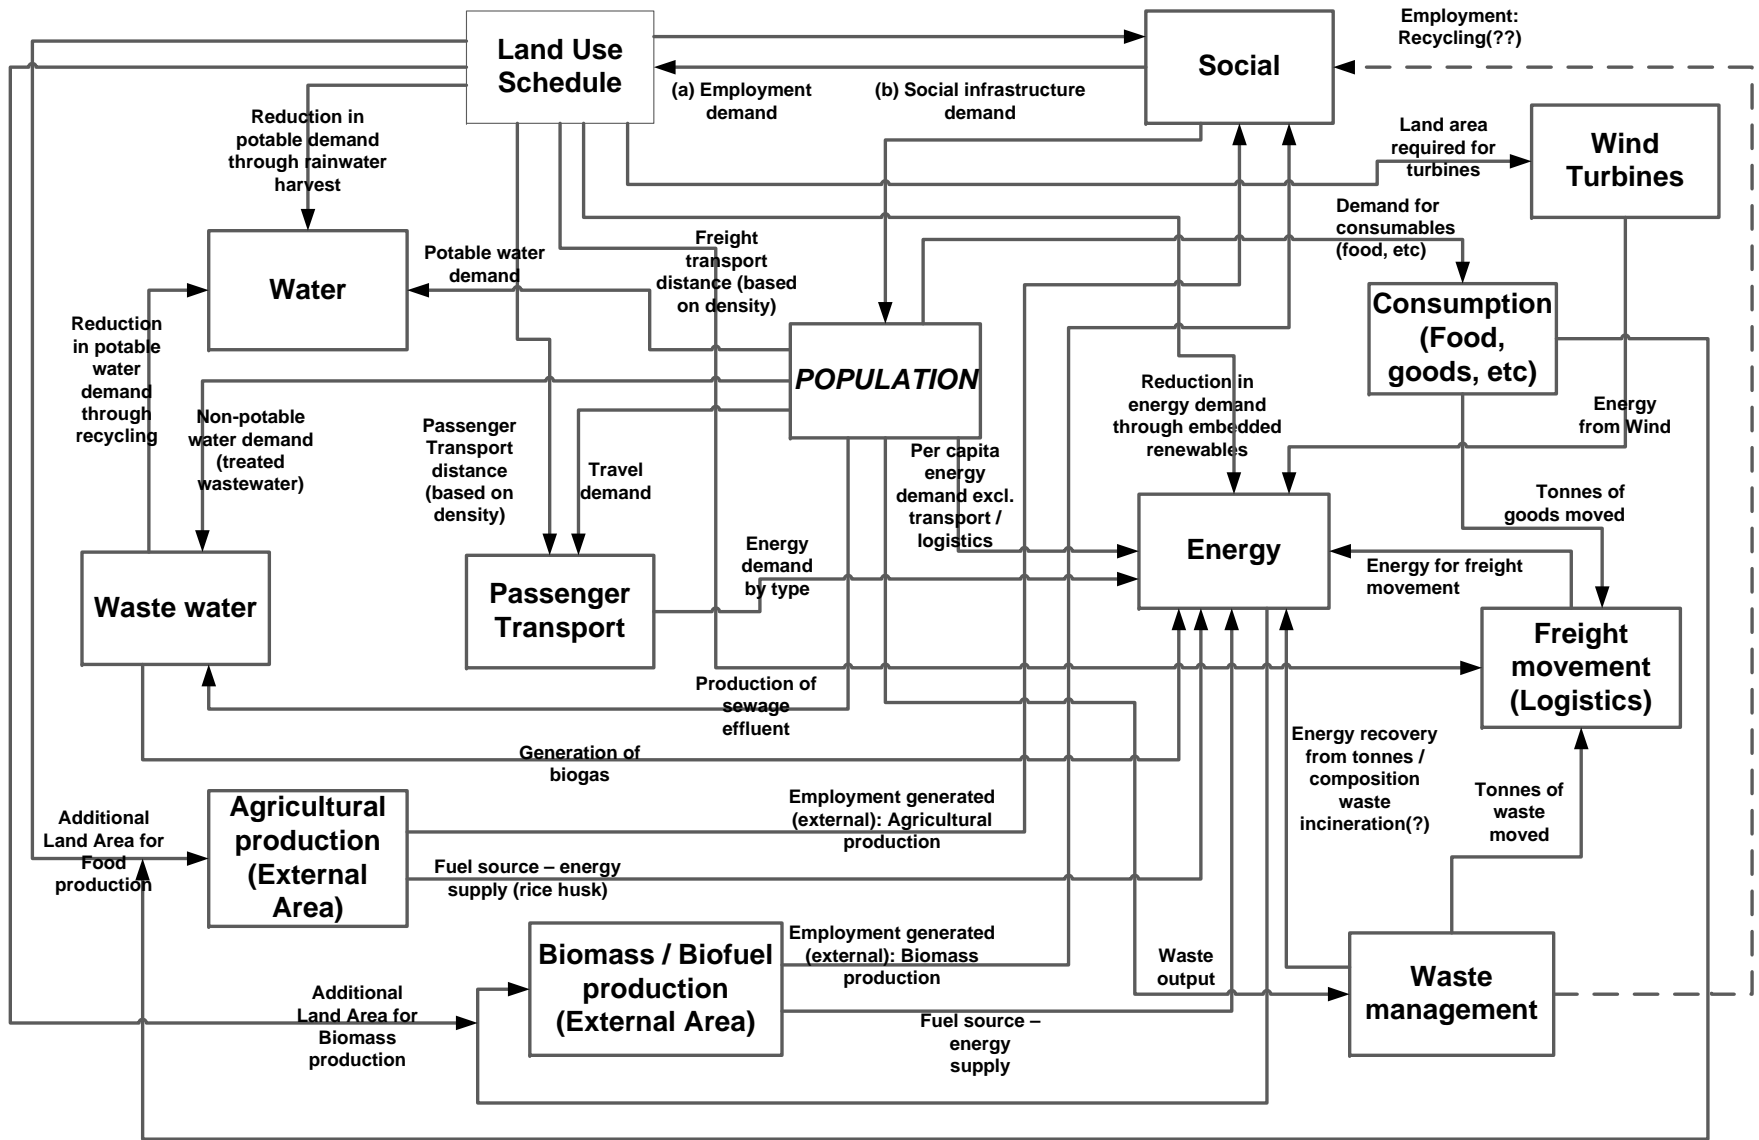 Land Use
Schedule
Social
Employment:
Recycling(??)
(a) Employment
demand
(b) Social infrastructure
demand
Reduction in
potable demand
through rainwater
harvest
Land area
required for
turbines
Wind
Turbines
Water
Potable water
demand
Freight
transport
distance (based
on density)
Demand for
consumables
(food, etc)
Consumption
(Food,
goods, etc)
Reduction
in potable
water
demand
through
recycling
POPULATION
Non-potable
water demand
(treated
wastewater)
Passenger
Transport
distance
(based on
density)
Travel
demand
Per capita
energy
demand excl.
transport /
logistics
Reduction in
energy demand
through embedded
renewables
Energy
from Wind
Tonnes of
goods moved
Waste water
Passenger
Transport
Energy
demand
by type
Energy
Energy for freight
movement
Freight
movement
(Logistics)
Production of
sewage
effluent
Generation of
biogas
Energy recovery
from tonnes /
composition
waste
incineration(?)
Tonnes of
waste
moved
Additional
Land Area for
Food
production
Agricultural
production
(External
Area)
Employment generated
(external): Agricultural
production
Fuel source – energy
supply (rice husk)
Biomass / Biofuel
production
(External Area)
Employment generated
(external): Biomass
production
Waste
output
Waste
management
Additional
Land Area for
Biomass
production
Fuel source –
energy
supply